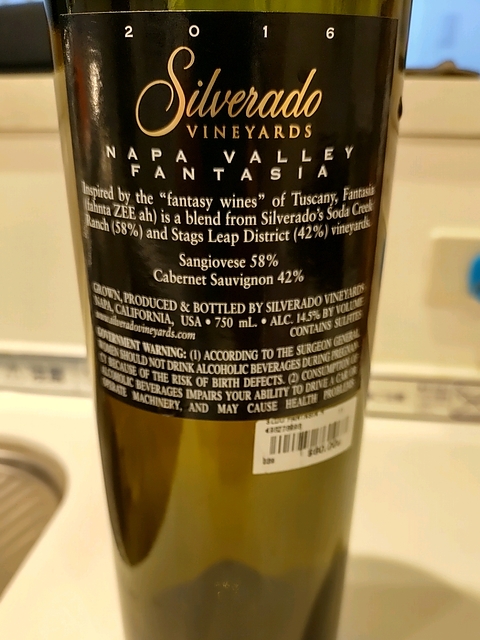 2 0 1 6
Silverado
VINEYARDS
NAPA VALLEY
FANTASIA
Inspired by the “fantasy wines” of Tuscany, Fantasia
(fahnta ZEE ah) is a blend from Silverado's Soda Creek
Ranch (58%) and Stags Leap District (42%) vineyards.
Sangiovese 58%
Cabernet Sauvignon 42%
GROWN, PRODUCED & BOTTLED BY SILVERADO VINEYARDS
NAPA, CALIFORNIA, USA • 750 mL. • ALC. 14.5% BY VOLUME
www.silveradovineyards.com CONTAINS SULFITES
GOVERNMENT WARNING: (1) ACCORDING TO THE SURGEON GENERAL,
WOMEN SHOULD NOT DRINK ALCOHOLIC BEVERAGES DURING PREGNAN-
CY BECAUSE OF THE RISK OF BIRTH DEFECTS. (2) CONSUMPTION OF
ALCOHOLIC BEVERAGES IMPAIRS YOUR ABILITY TO DRIVE A CAR OR
OPERATE MACHINERY, AND MAY CAUSE HEALTH PROBLEMS.